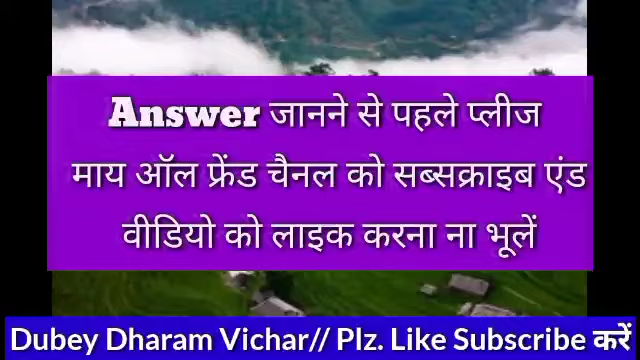 Answer जानने से पहले प्लीज
माय ऑल फ्रेंड चैनल को सब्सक्राइब एंड
वीडियो को लाइक करना ना भूलें
Dubey Dharam Vichar// Plz. Like Subscribe करें